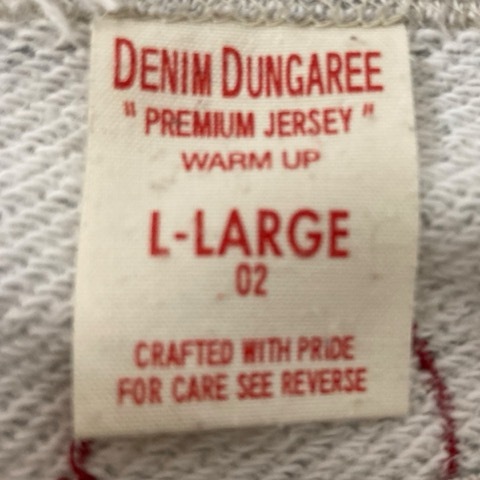 DENIM DUNGAREE
"PREMIUM JERSEY"
WARM UP
L-LARGE
02
CRAFTED WITH PRIDE
FOR CARE SEE REVERSE